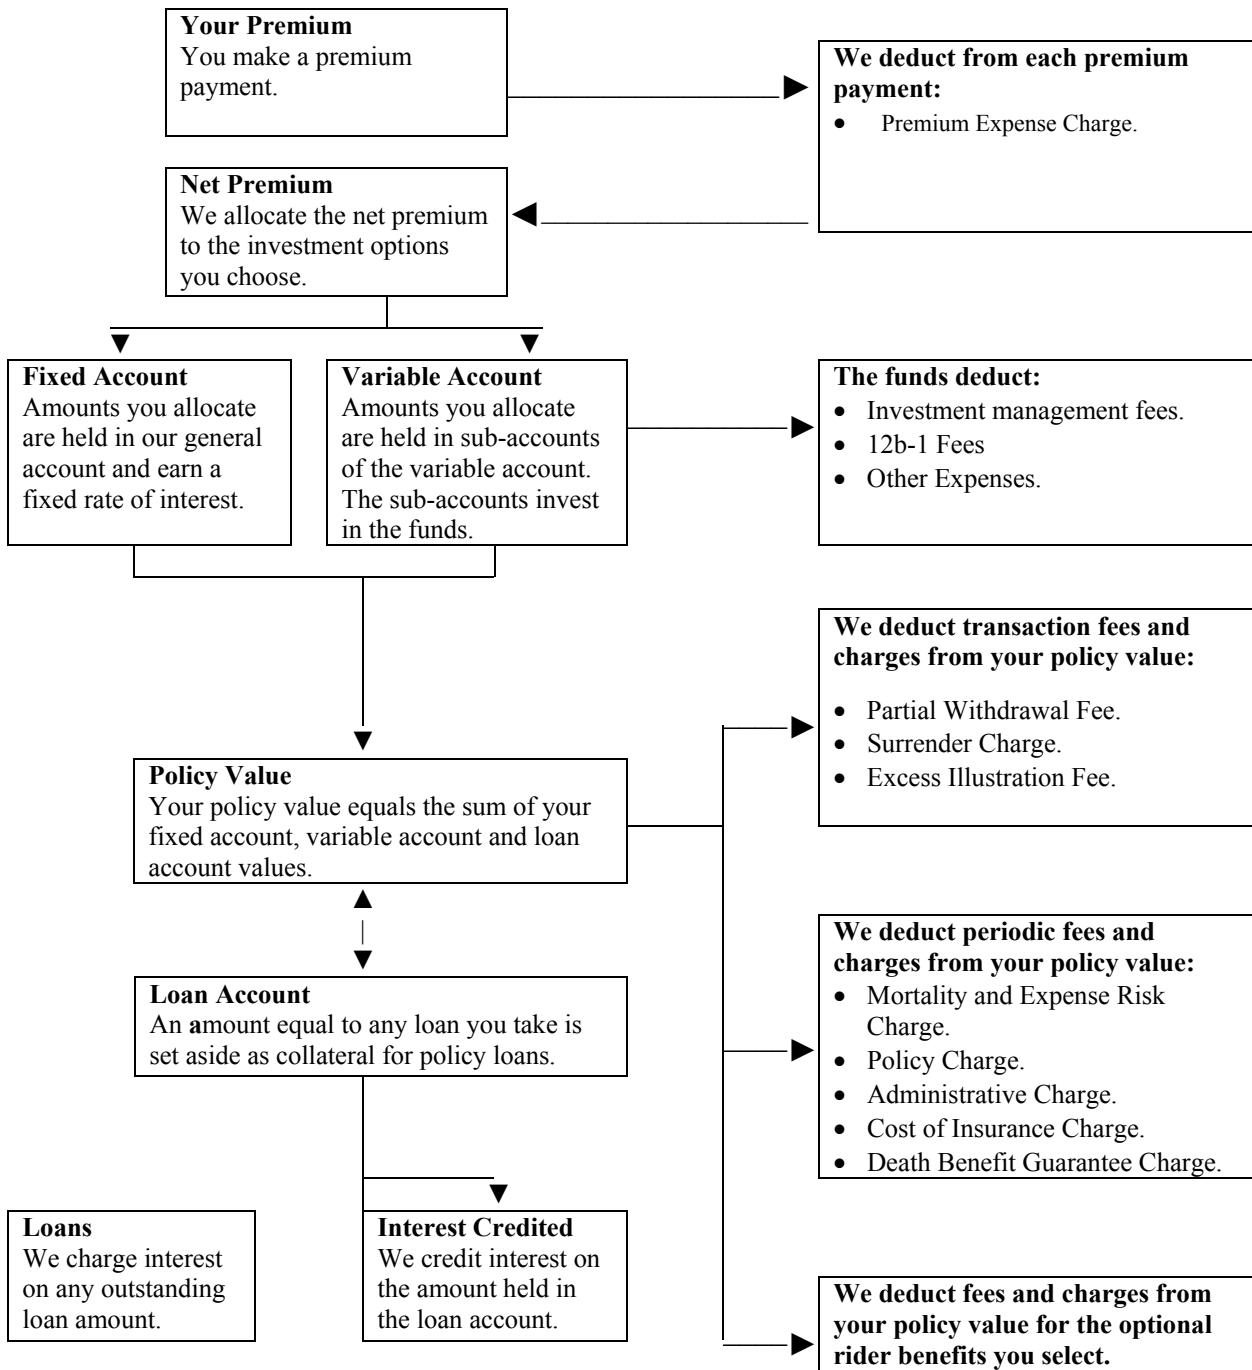 Your Premium
You make a premium
payment.
We deduct from each premium
payment:
• Premium Expense Charge.
Net Premium
We allocate the net premium
to the investment options
you choose.
Fixed Account
Amounts you allocate
are held in our general
account and earn a
fixed rate of interest.
Variable Account
Amounts you allocate
are held in sub-accounts
of the variable account.
The sub-accounts invest
in the funds.
The funds deduct:
• Investment management fees.
• 12b-1 Fees
• Other Expenses.
We deduct transaction fees and
charges from your policy value:
• Partial Withdrawal Fee.
• Surrender Charge.
• Excess Illustration Fee.
Policy Value
Your policy value equals the sum of your
fixed account, variable account and loan
account values.
Loan Account
An amount equal to any loan you take is
set aside as collateral for policy loans.
We deduct periodic fees and
charges from your policy value:
• Mortality and Expense Risk
Charge.
• Policy Charge.
• Administrative Charge.
• Cost of Insurance Charge.
• Death Benefit Guarantee Charge.
Loans
We charge interest
on any outstanding
loan amount.
Interest Credited
We credit interest on
the amount held in
the loan account.
We deduct fees and charges from
your policy value for the optional
rider benefits you select.